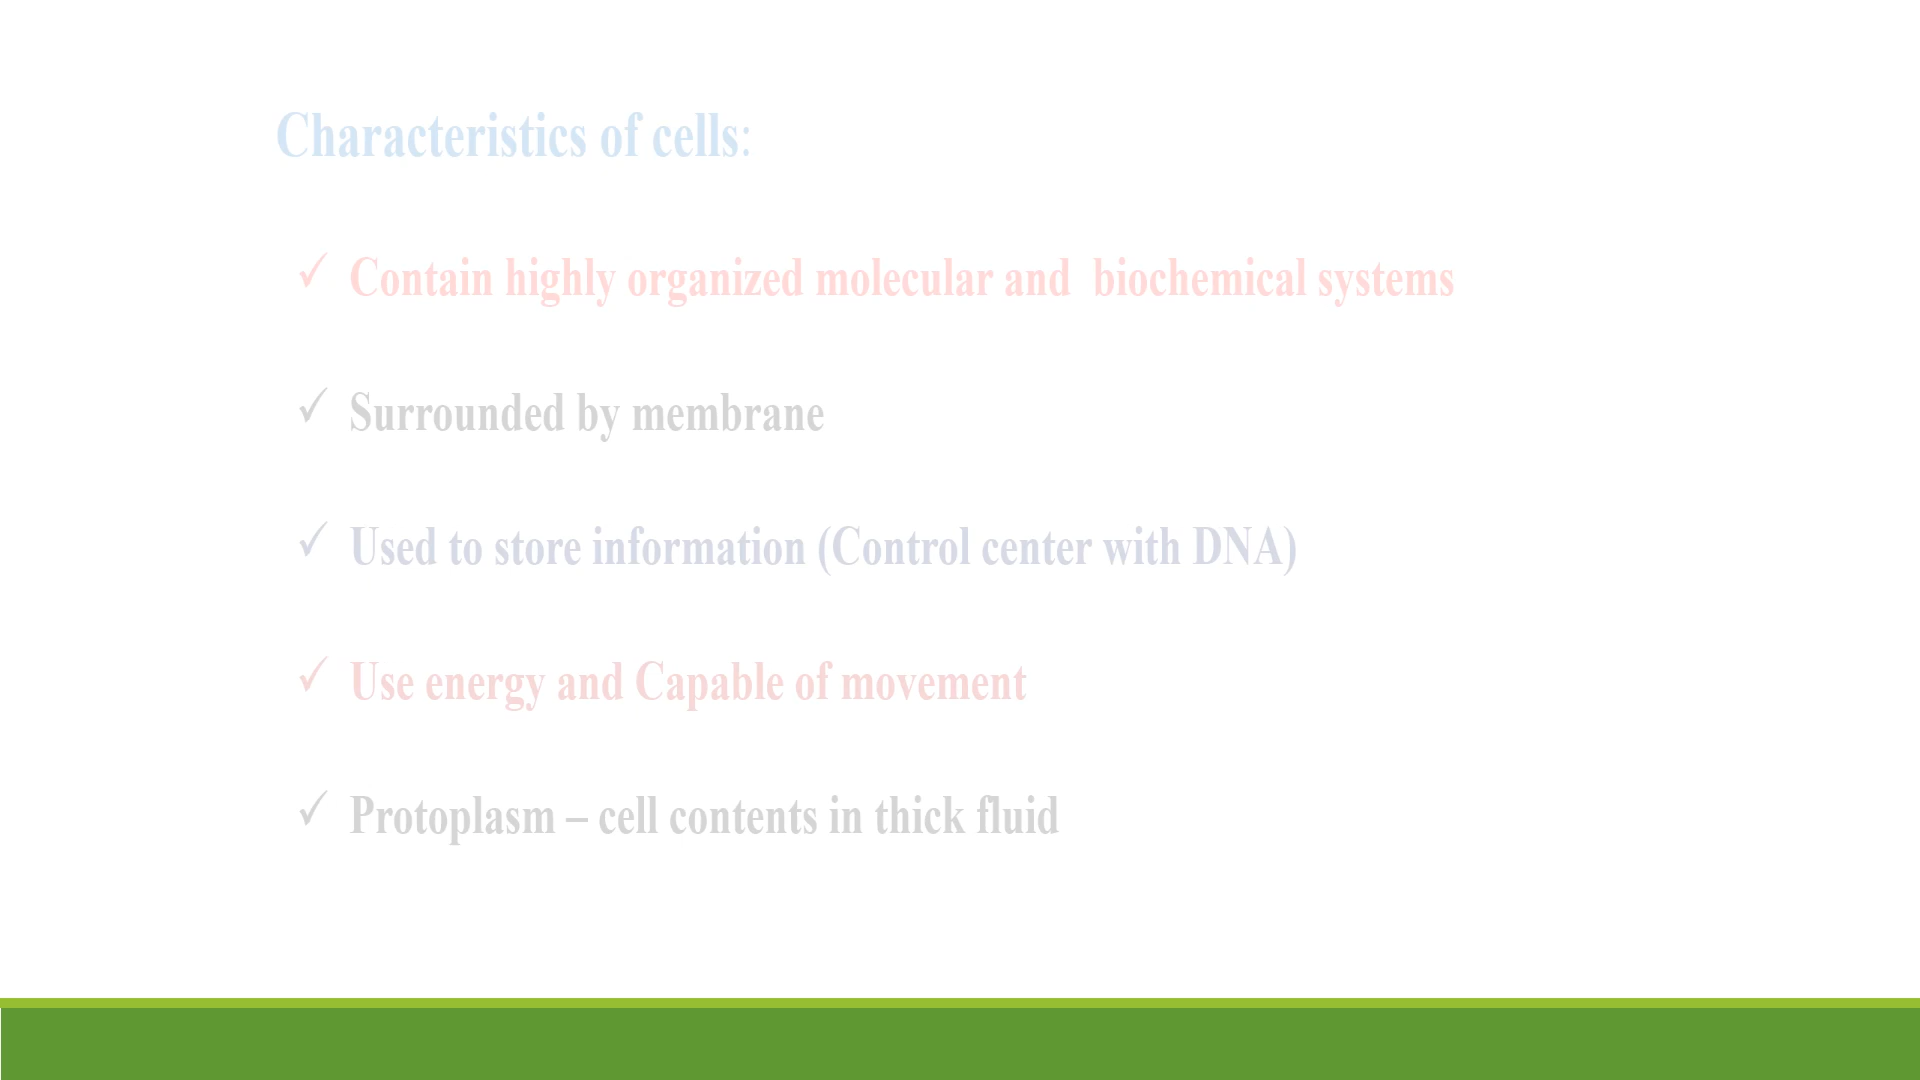 Characteristics of cells:
✓ Contain highly organized molecular and  biochemical systems
✓ Surrounded by membrane
✓ Used to store information (Control center with DNA)
✓ Use energy and Capable of movement
✓ Protoplasm – cell contents in thick fluid